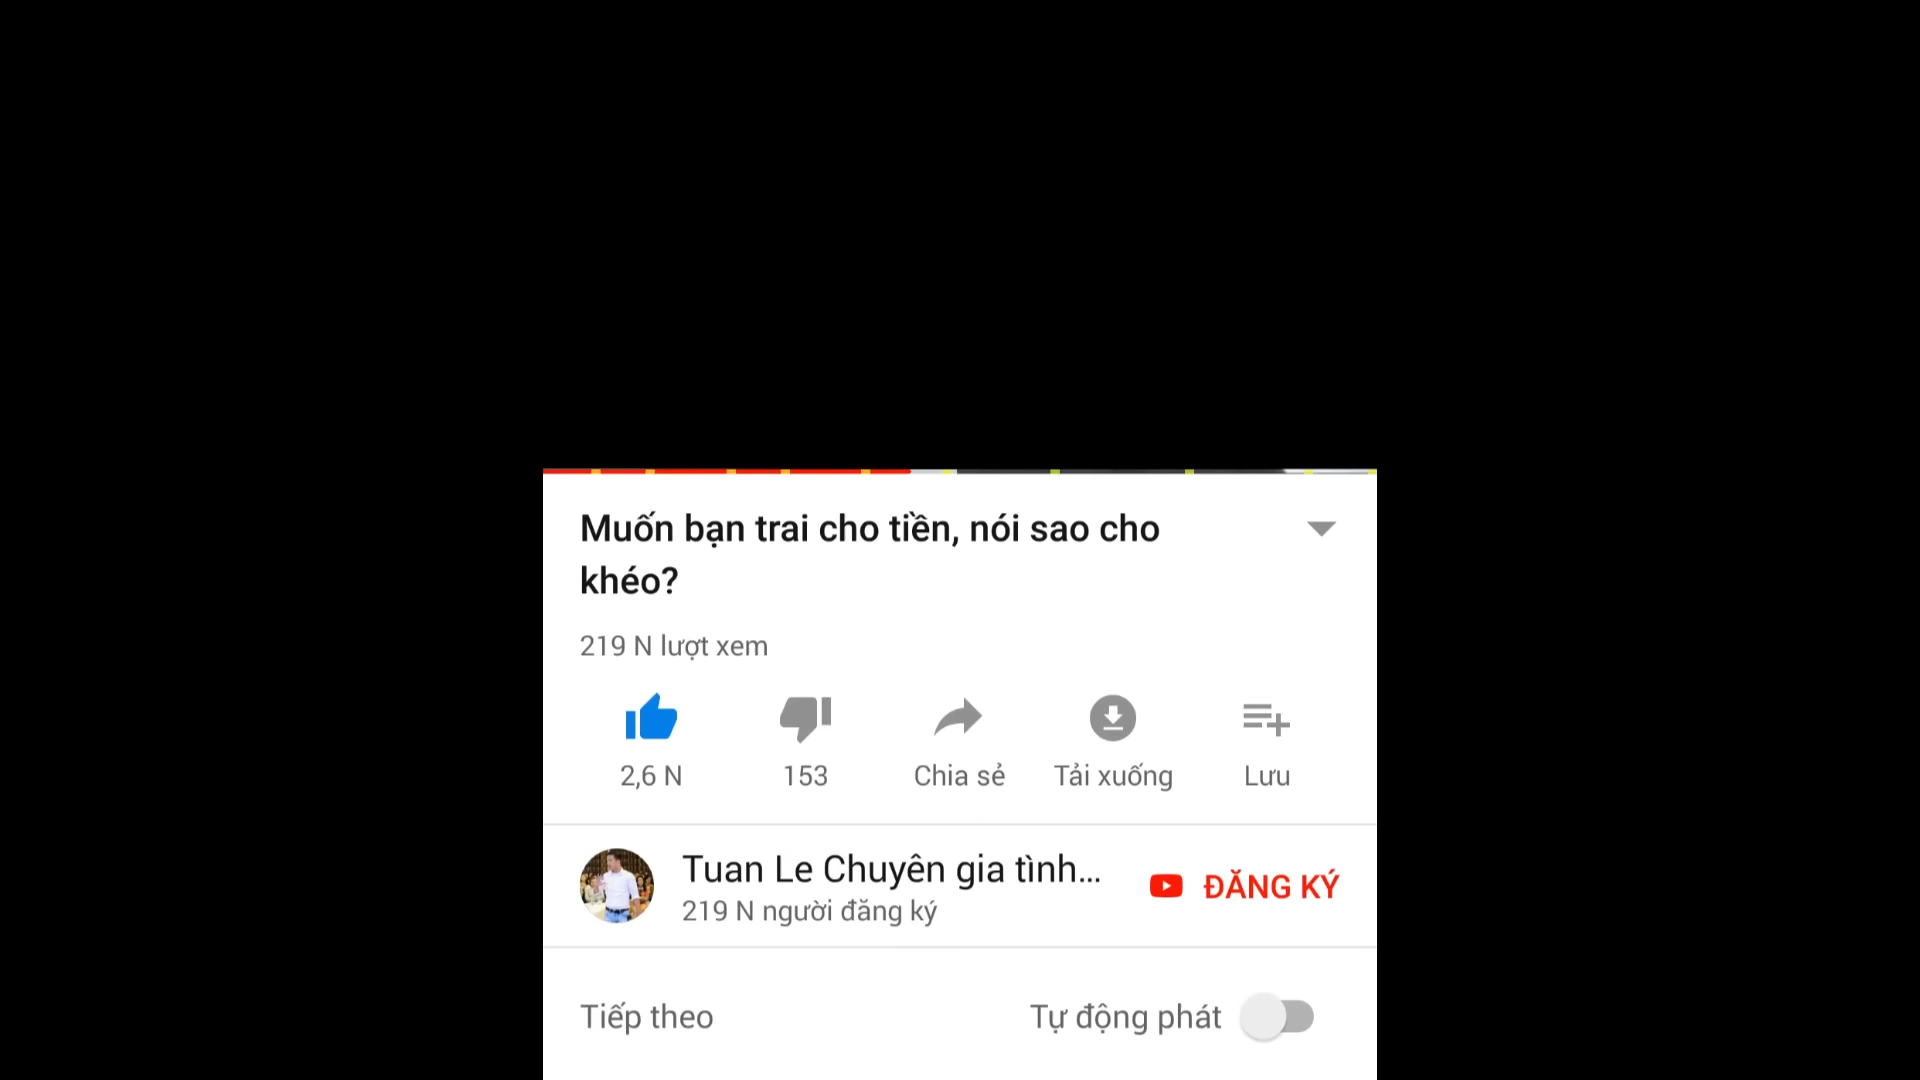 Muốn bạn trai cho tiền, nói sao cho
khéo?
219 N lượt xem
2,6 N
153
Chia sẻ
Tải xuống
Lưu
Tuan Le Chuyên gia tình...
219 N người đăng ký
ĐĂNG KÝ
Tiếp theo
Tự động phát